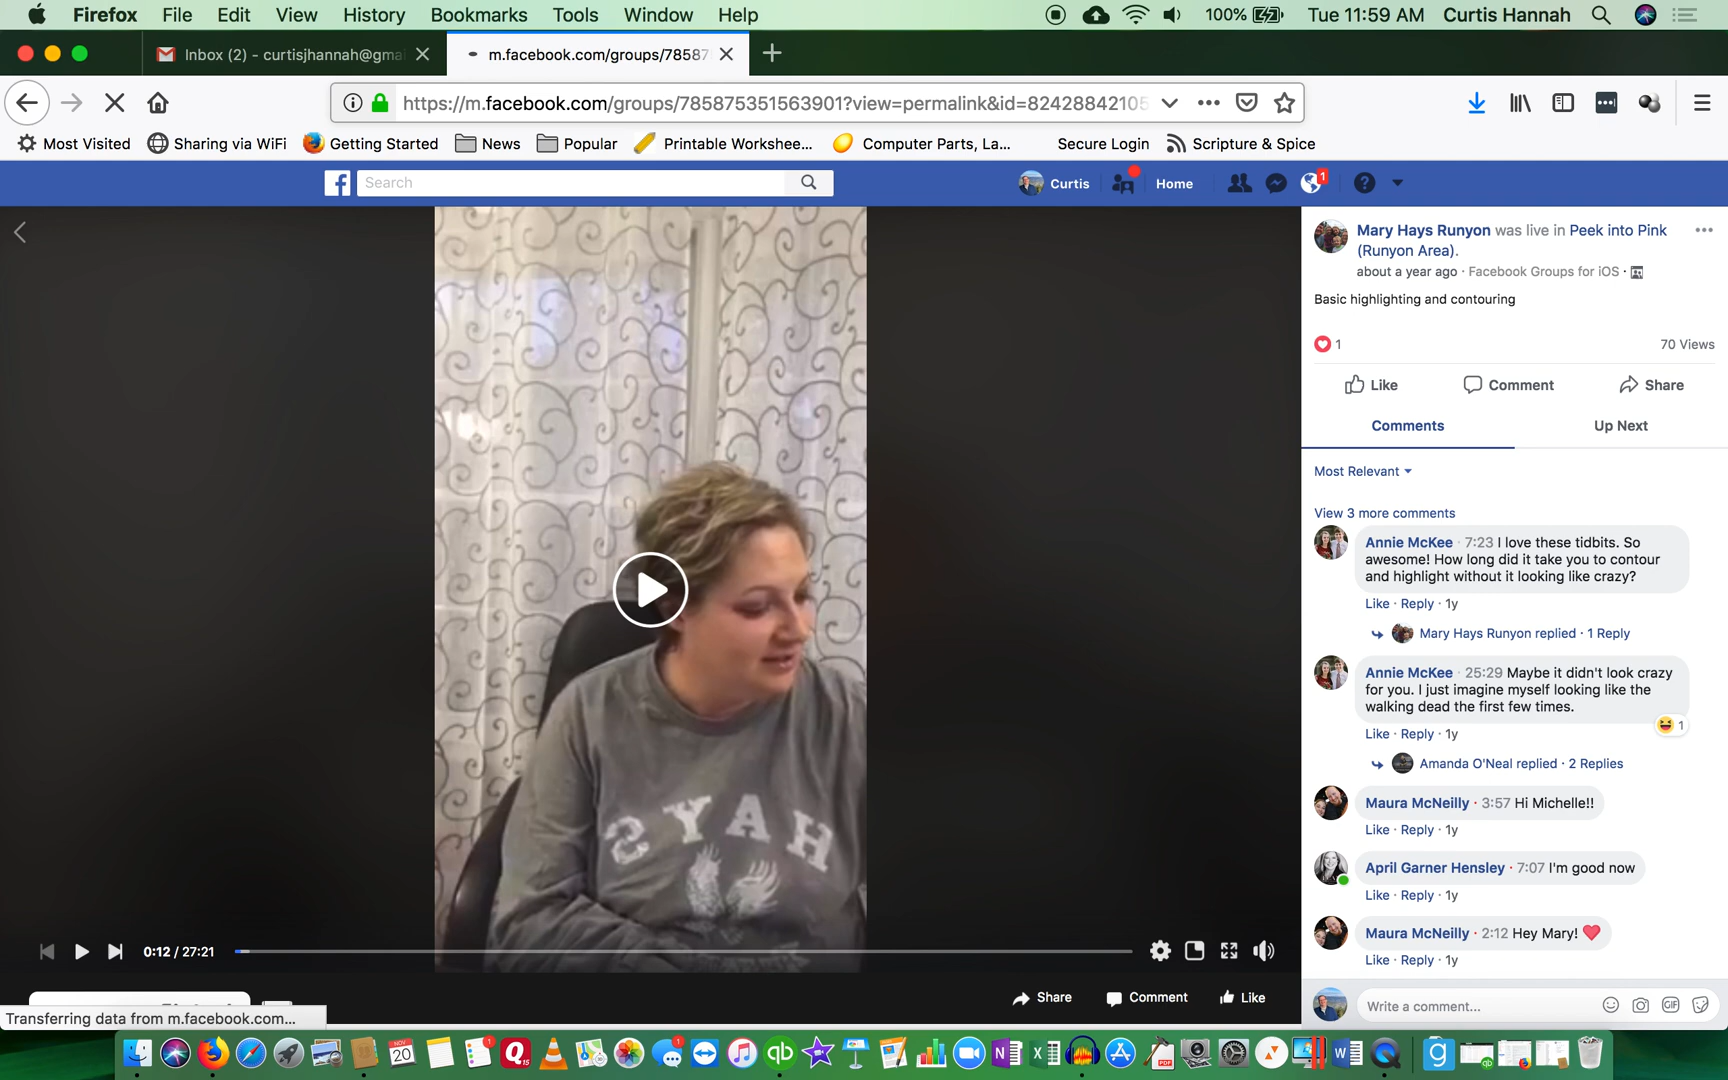 Firefox File Edit View History Bookmarks Tools Window Help 100% Tue 11:59 AM Curtis Hannah
Inbox (2) - curtisjhannah@gma
m.facebook.com/groups/78587
https://m.facebook.com/groups/785875351563901?view=permalink&id=82428842105
Most Visited Sharing via WiFi Getting Started News Popular Printable Workshee... Computer Parts, La... Secure Login Scripture & Spice
Search Curtis Home 1
Mary Hays Runyon was live in Peek into Pink
(Runyon Area).
about a year ago · Facebook Groups for iOS ·
Basic highlighting and contouring
1 70 Views
Like Comment Share
Comments Up Next
Most Relevant
View 3 more comments
Annie McKee · 7:23 I love these tidbits. So
awesome! How long did it take you to contour
and highlight without it looking like crazy?
Like · Reply · 1y
Mary Hays Runyon replied · 1 Reply
Annie McKee · 25:29 Maybe it didn't look crazy
for you. I just imagine myself looking like the
walking dead the first few times.
1
Like · Reply · 1y
Amanda O'Neal replied · 2 Replies
Maura McNeilly · 3:57 Hi Michelle!!
Like · Reply · 1y
April Garner Hensley · 7:07 I'm good now
Like · Reply · 1y
Maura McNeilly · 2:12 Hey Mary!
Like · Reply · 1y
Write a comment...
GIF
HAYS
0:12 / 27:21
Share Comment Like
Transferring data from m.facebook.com...
NOV
20
1
1